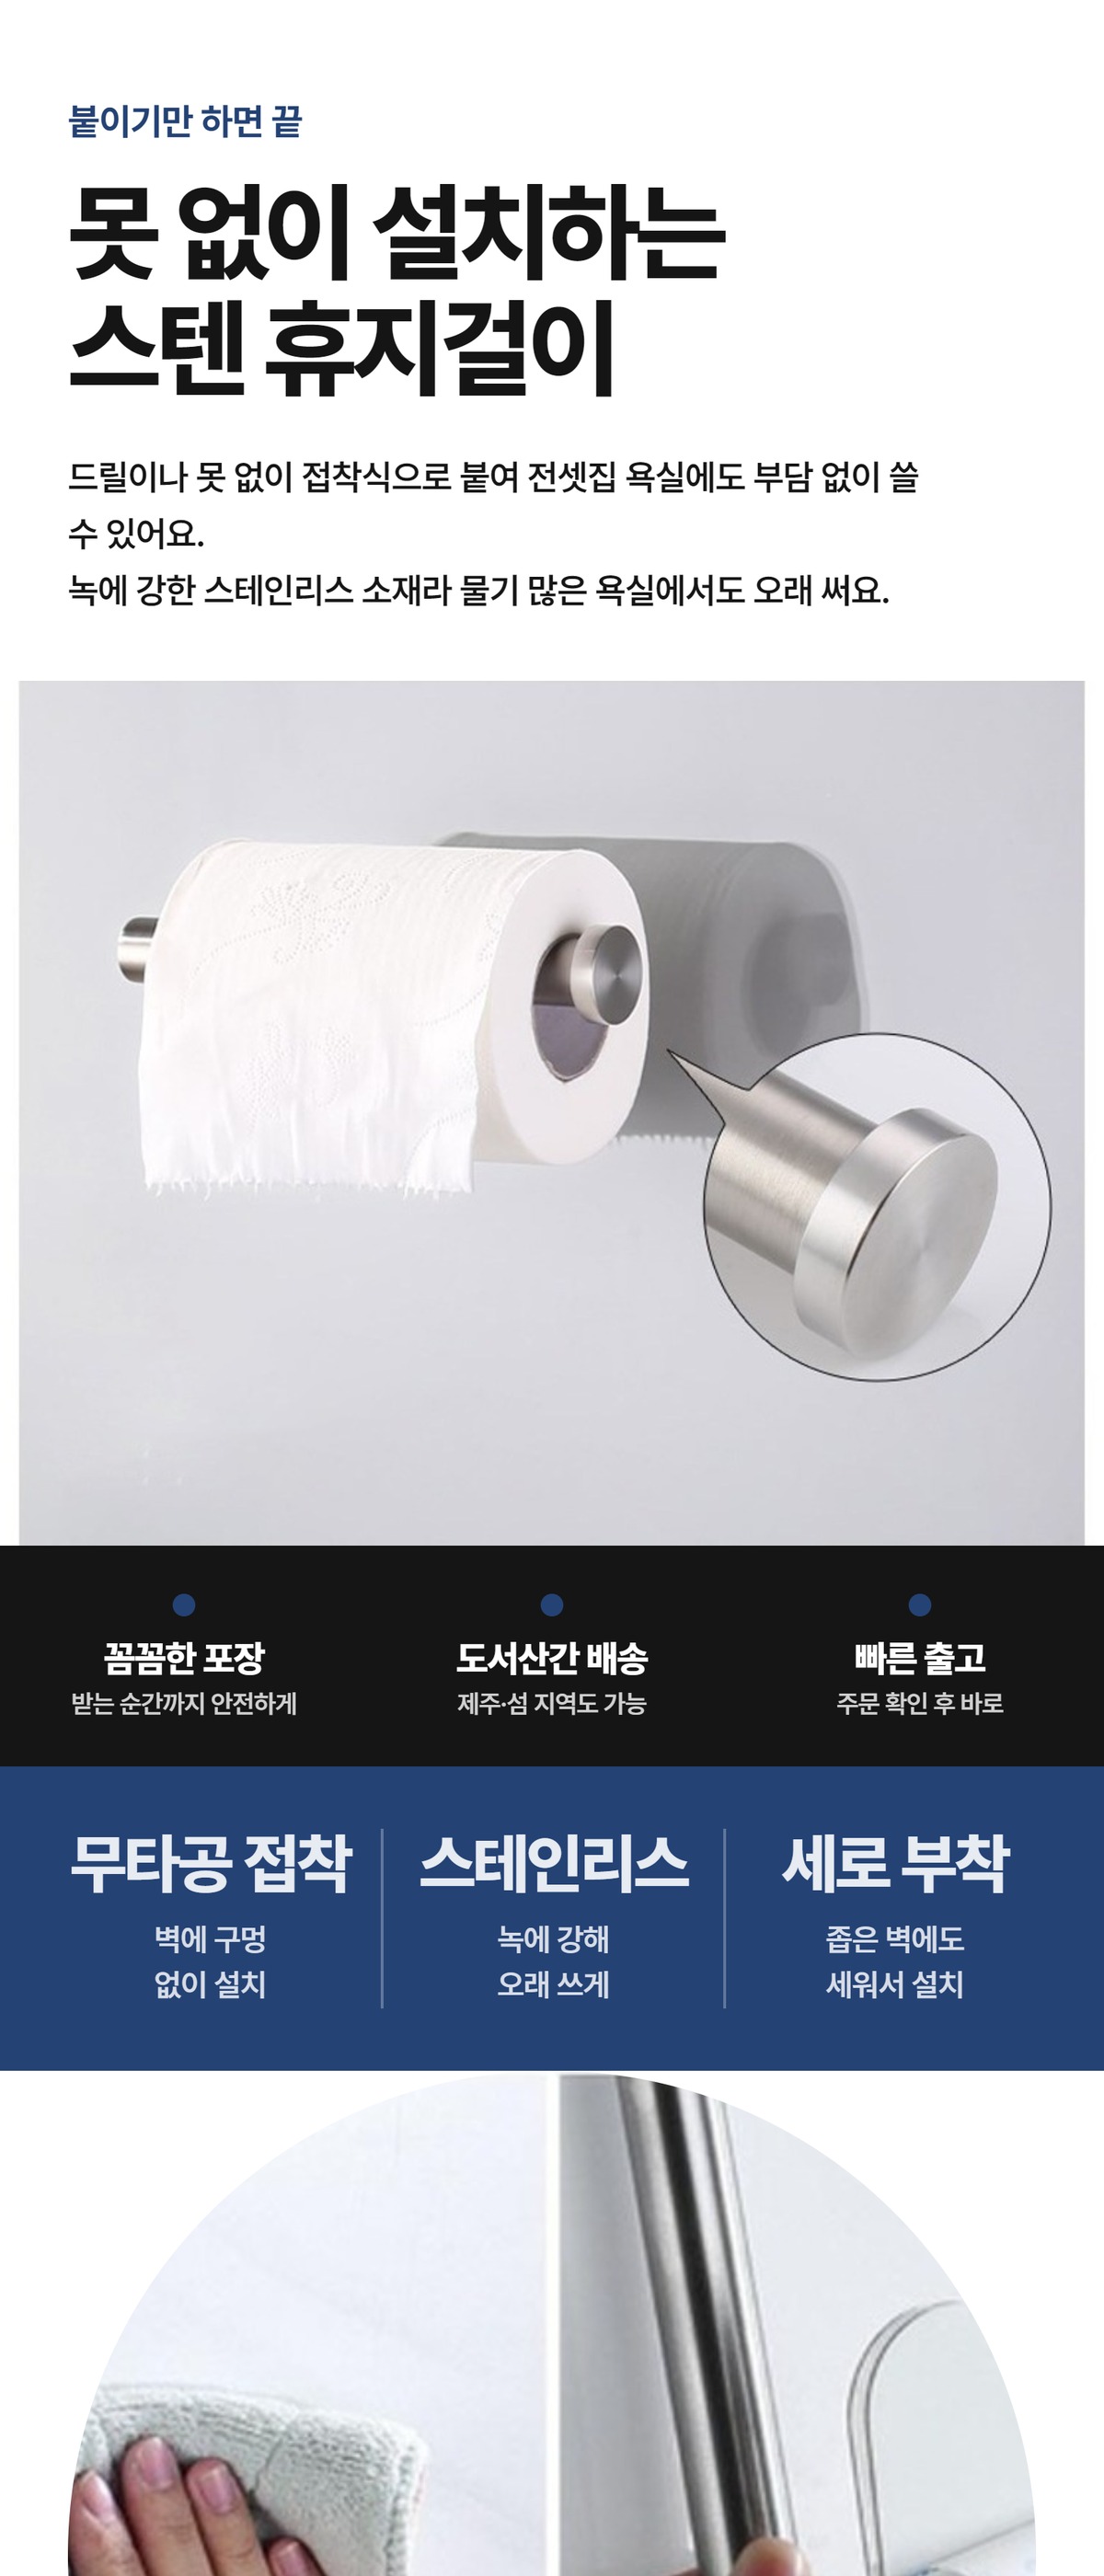 붙이기만 하면 끝
못 없이 설치하는
스텐 휴지걸이
드릴이나 못 없이 접착식으로 붙여 전셋집 욕실에도 부담 없이 쓸
수 있어요.
녹에 강한 스테인리스 소재라 물기 많은 욕실에서도 오래 써요.
꼼꼼한 포장
받는 순간까지 안전하게
도서산간 배송
제주·섬 지역도 가능
빠른 출고
주문 확인 후 바로
무타공 접착
벽에 구멍
없이 설치
스테인리스
녹에 강해
오래 쓰게
세로 부착
좁은 벽에도
세워서 설치